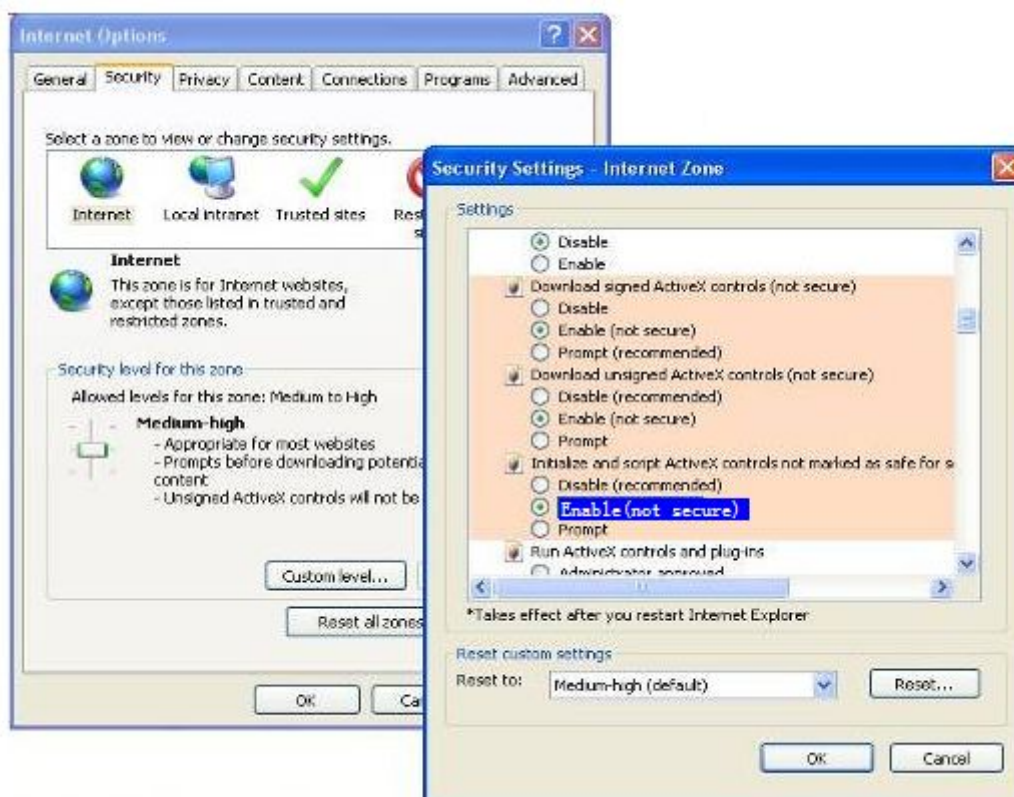 Internet Options
General Security Privacy Content Connections Programs Advanced
Select a zone to view or change security settings.
Internet Local intranet Trusted sites
Internet
This zone is for Internet websites,
except those listed in trusted and
restricted zones.
Security level for this zone
Allowed levels for this zone: Medium to High
Medium-high
- Appropriate for most websites
- Prompts before downloading
content
- Unsigned ActiveX controls will not be
Custom level...
Reset all zones
OK
Security Settings - Internet Zone
Settings
Disable
Enable
Download signed ActiveX controls (not secure)
Disable
Enable (not secure)
Prompt (recommended)
Download unsigned ActiveX controls (not secure)
Disable (recommended)
Enable (not secure)
Prompt
Initialize and script ActiveX controls not marked as safe for s
Disable (recommended)
Enable(not secure)
Prompt
Run ActiveX controls and plug-ins
Administrator approved
*Takes effect after you restart Internet Explorer
Reset custom settings
Reset to: Medium-high (default) Reset...
OK Cancel